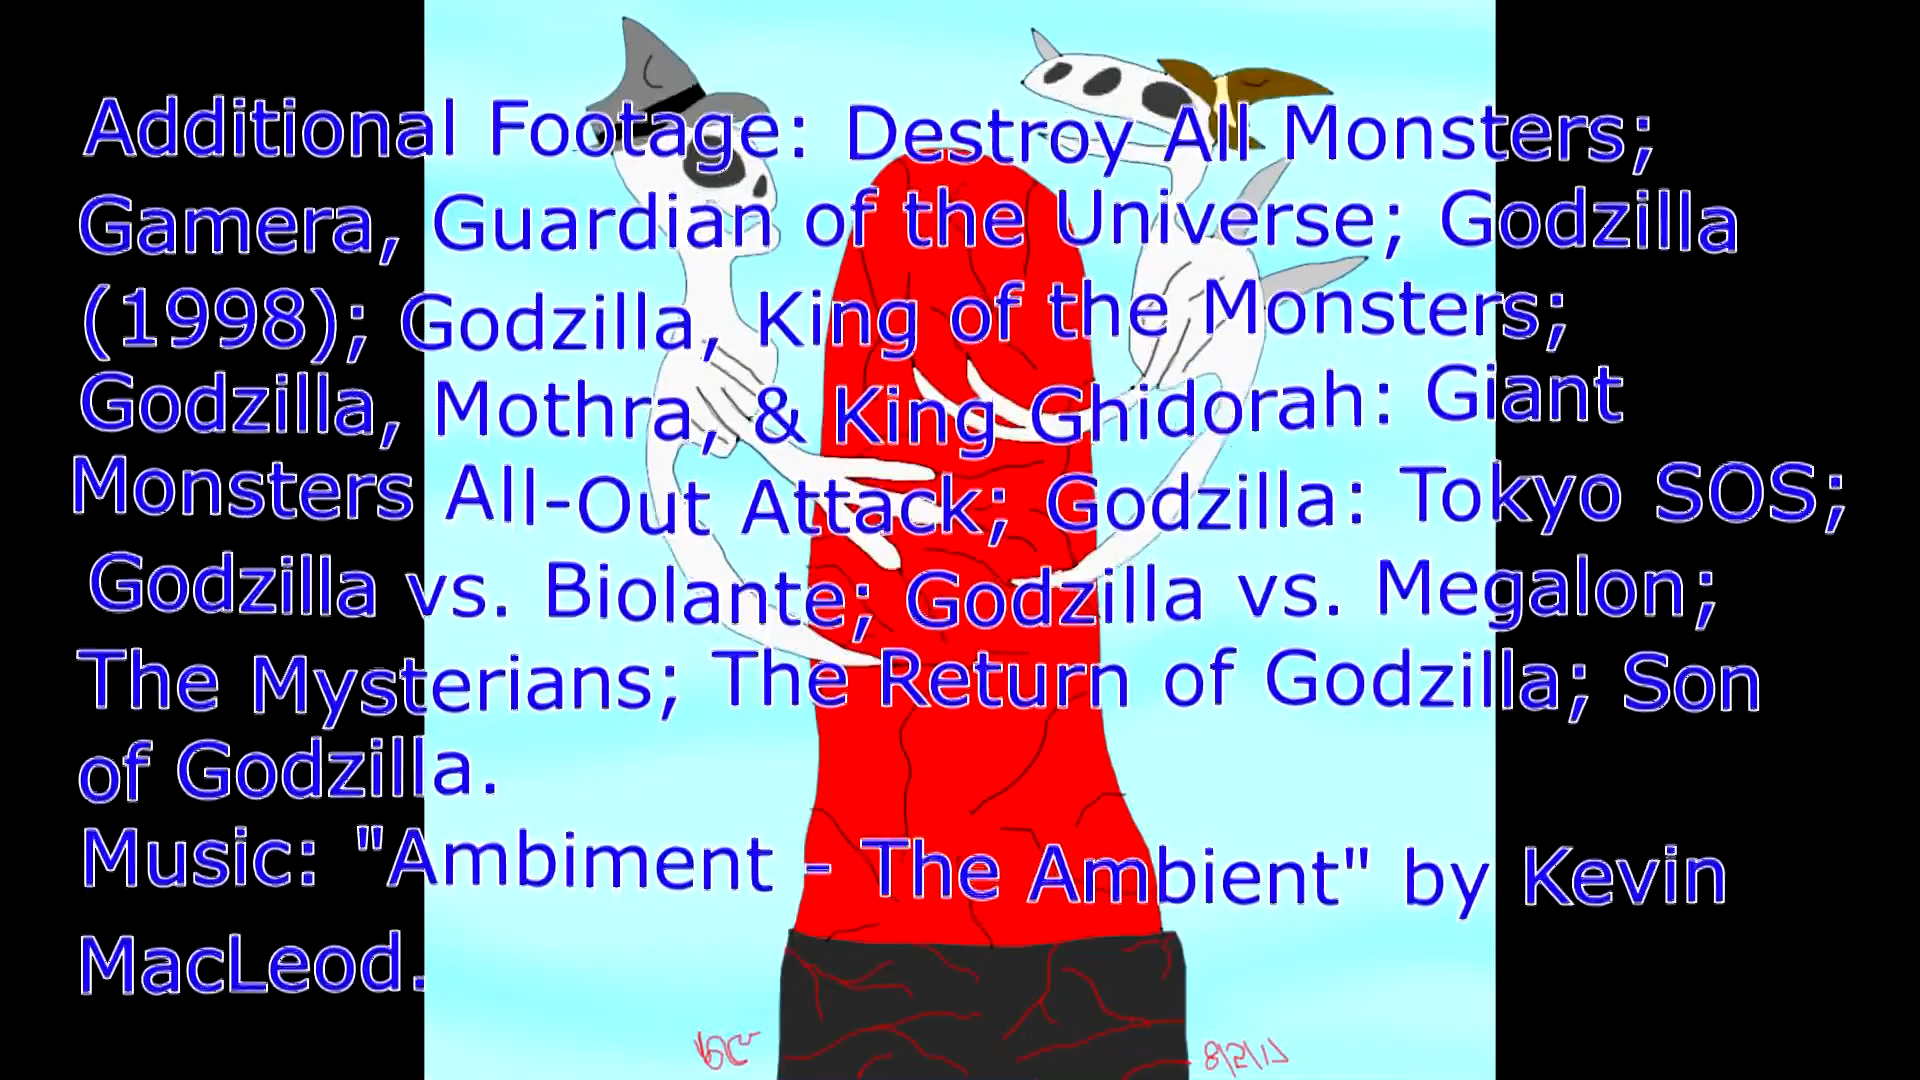 Additional Footage: Destroy All Monsters;
Gamera, Guardian of the Universe; Godzilla
(1998); Godzilla, King of the Monsters;
Godzilla, Mothra, & King Ghidorah: Giant
Monsters All-Out Attack; Godzilla: Tokyo SOS;
Godzilla vs. Biolante; Godzilla vs. Megalon;
The Mysterians; The Return of Godzilla; Son
of Godzilla.
Music: "Ambiment - The Ambient" by Kevin
MacLeod.